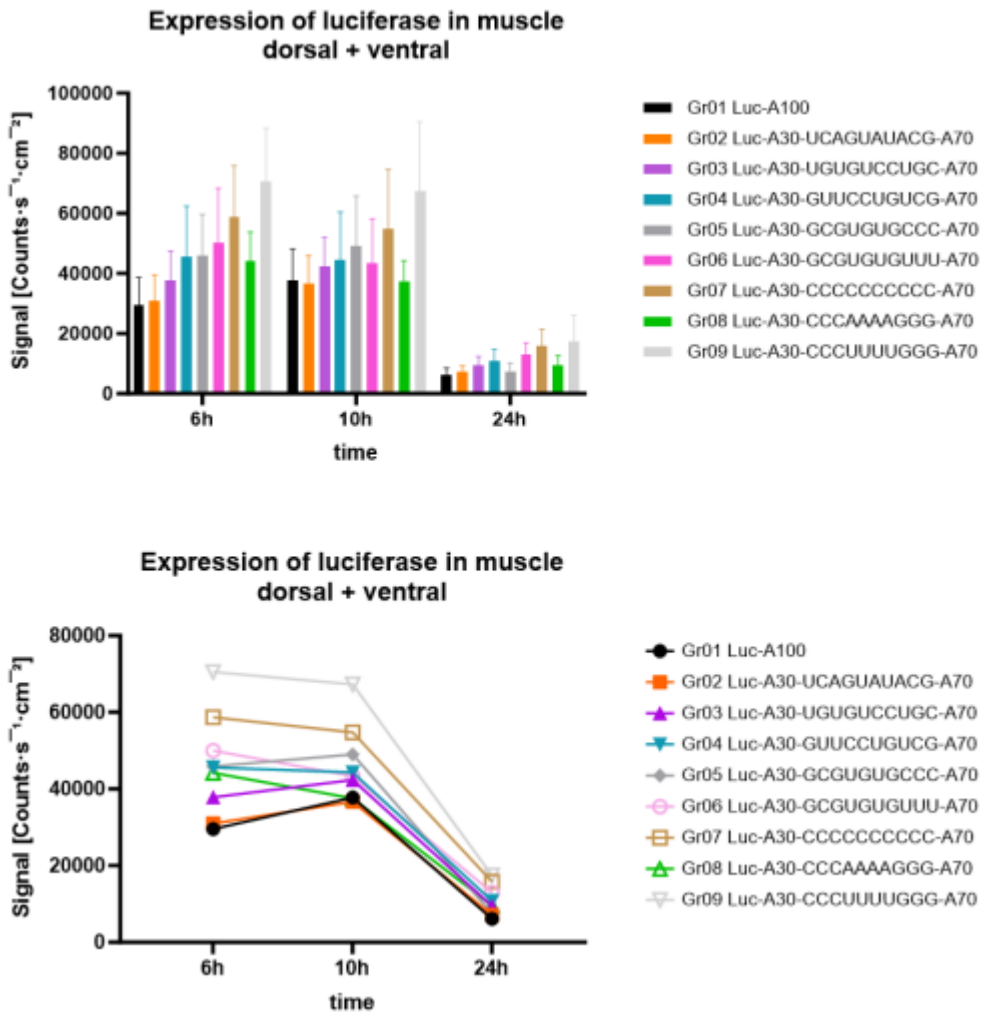 Expression of luciferase in muscle
dorsal + ventral
Signal [Counts·s⁻¹·cm⁻²]
100000
80000
60000
40000
20000
0
6h
10h
24h
time
Gr01 Luc-A100
Gr02 Luc-A30-UCAGUAUACG-A70
Gr03 Luc-A30-UGUGUCCUGC-A70
Gr04 Luc-A30-GUUCCUGUCG-A70
Gr05 Luc-A30-GCGUGUGCCC-A70
Gr06 Luc-A30-GCGUGUGUUU-A70
Gr07 Luc-A30-CCCCCCCCCC-A70
Gr08 Luc-A30-CCCAAAAGGG-A70
Gr09 Luc-A30-CCCUUUUGGG-A70
Expression of luciferase in muscle
dorsal + ventral
Signal [Counts·s⁻¹·cm⁻²]
80000
60000
40000
20000
0
6h
10h
24h
time
Gr01 Luc-A100
Gr02 Luc-A30-UCAGUAUACG-A70
Gr03 Luc-A30-UGUGUCCUGC-A70
Gr04 Luc-A30-GUUCCUGUCG-A70
Gr05 Luc-A30-GCGUGUGCCC-A70
Gr06 Luc-A30-GCGUGUGUUU-A70
Gr07 Luc-A30-CCCCCCCCCC-A70
Gr08 Luc-A30-CCCAAAAGGG-A70
Gr09 Luc-A30-CCCUUUUGGG-A70